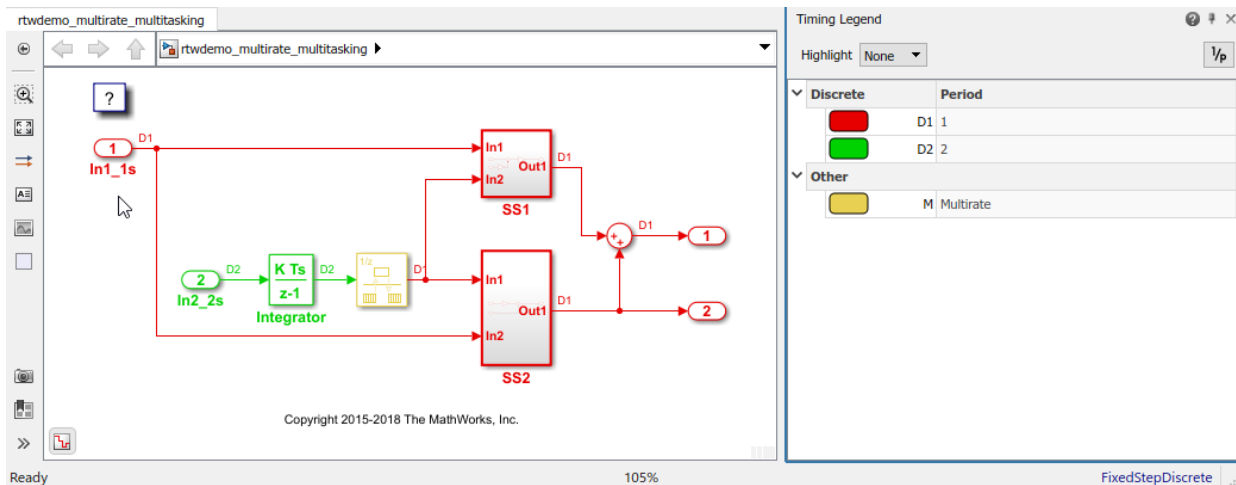 rtwdemo_multirate_multitasking
rtwdemo_multirate_multitasking
?
D1
1
In1_1s
In1
In2
Out1
D1
SS1
D1
1
D2
2
In2_2s
K Ts
z-1
Integrator
D2
1/z
D1
In1
In2
Out1
D1
SS2
2
Copyright 2015-2018 The MathWorks, Inc.
Ready
105%
FixedStepDiscrete
Timing Legend
Highlight None
1/P
Discrete Period
D1 1
D2 2
Other
M Multirate